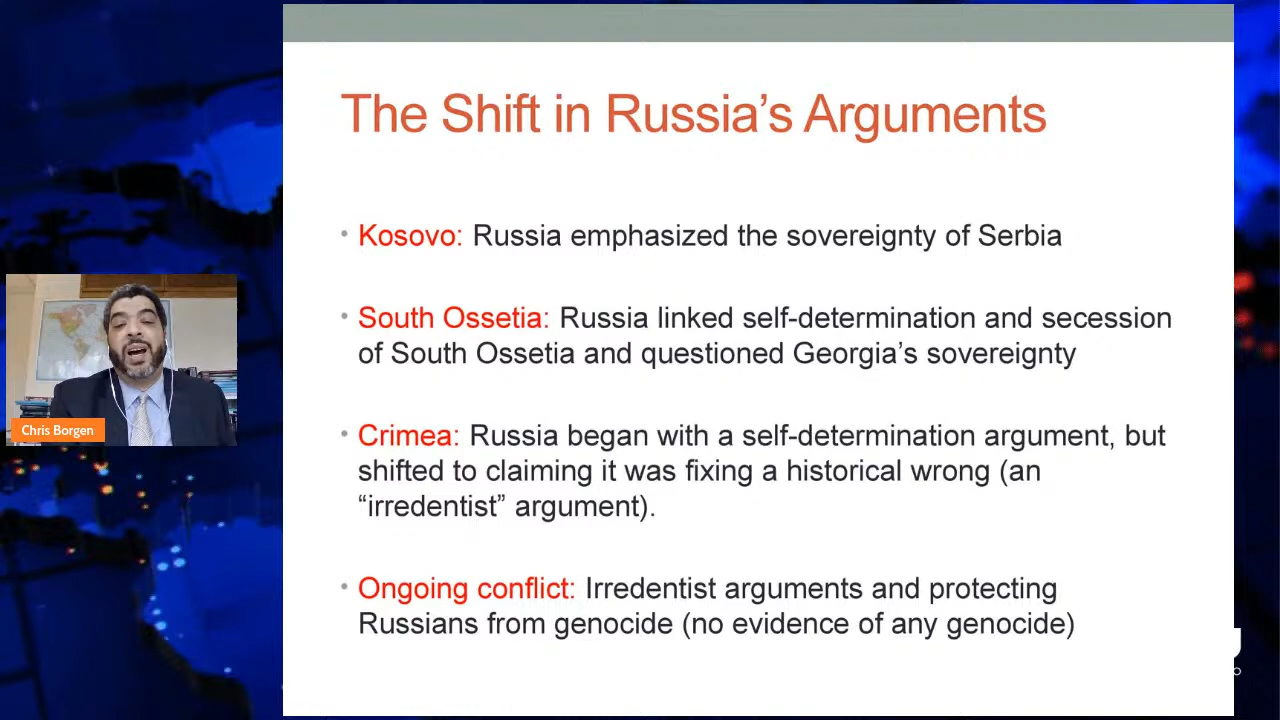 The Shift in Russia’s Arguments
• Kosovo: Russia emphasized the sovereignty of Serbia
• South Ossetia: Russia linked self-determination and secession
of South Ossetia and questioned Georgia’s sovereignty
• Crimea: Russia began with a self-determination argument, but
shifted to claiming it was fixing a historical wrong (an
“irredentist” argument).
• Ongoing conflict: Irredentist arguments and protecting
Russians from genocide (no evidence of any genocide)
Chris Borgen